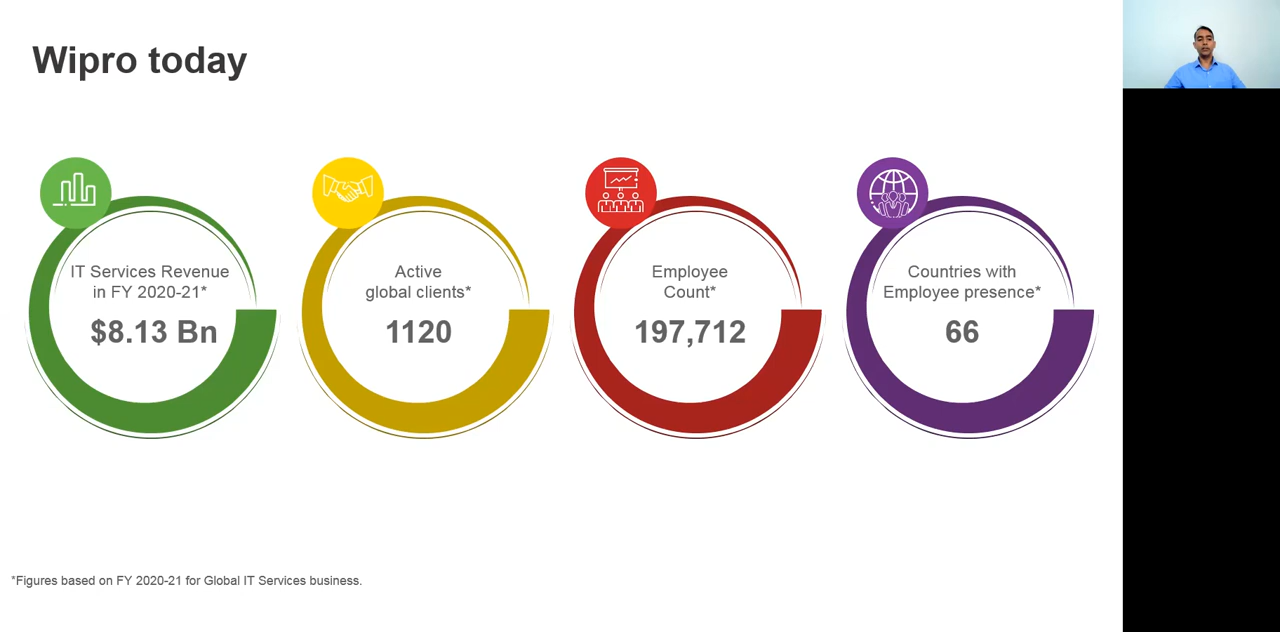 Wipro today
IT Services Revenue
in FY 2020-21*
$8.13 Bn
Active
global clients*
1120
Employee
Count*
197,712
Countries with
Employee presence*
66
*Figures based on FY 2020-21 for Global IT Services business.